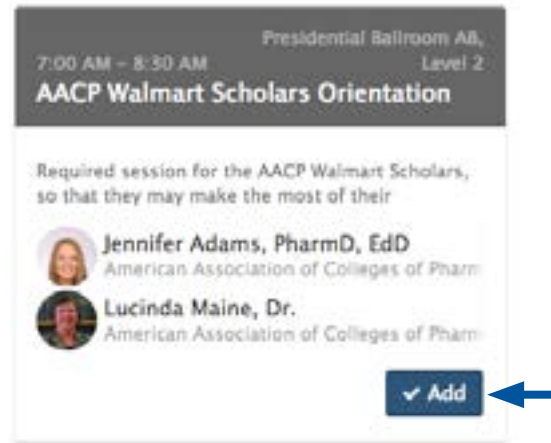 Presidential Ballroom AB,
7:00 AM – 8:30 AM Level 2
AACP Walmart Scholars Orientation
Required session for the AACP Walmart Scholars,
so that they may make the most of their
Jennifer Adams, PharmD, EdD
American Association of Colleges of Pharm
Lucinda Maine, Dr.
American Association of Colleges of Pharm
✓ Add